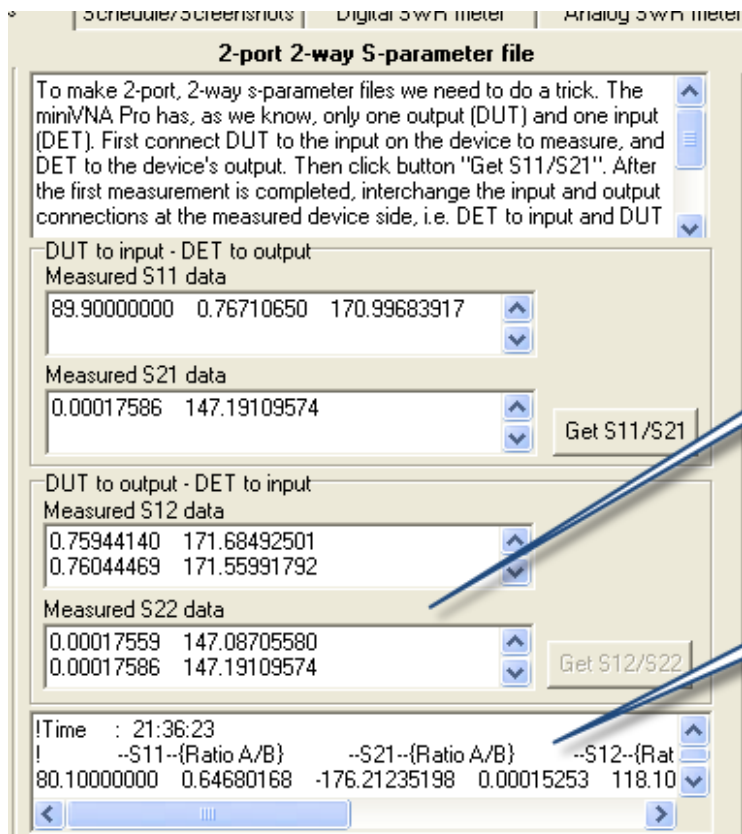 Schedule/Screenshots Digital SWR meter Analog SWR meter
2-port 2-way S-parameter file
To make 2-port, 2-way s-parameter files we need to do a trick. The
miniVNA Pro has, as we know, only one output (DUT) and one input
(DET). First connect DUT to the input on the device to measure, and
DET to the device's output. Then click button "Get S11/S21". After
the first measurement is completed, interchange the input and output
connections at the measured device side, i.e. DET to input and DUT
DUT to input - DET to output
Measured S11 data
89.90000000 0.76710650 170.99683917
Measured S21 data
0.00017586 147.19109574
Get S11/S21
DUT to output - DET to input
Measured S12 data
0.75944140 171.68492501
0.76044469 171.55991792
Measured S22 data
0.00017559 147.08705580
0.00017586 147.19109574
Get S12/S22
!Time : 21:36:23
! --S11--{Ratio A/B} --S21--{Ratio A/B} --S12--{Rat
80.10000000 0.64680168 -176.21235198 0.00015253 118.10